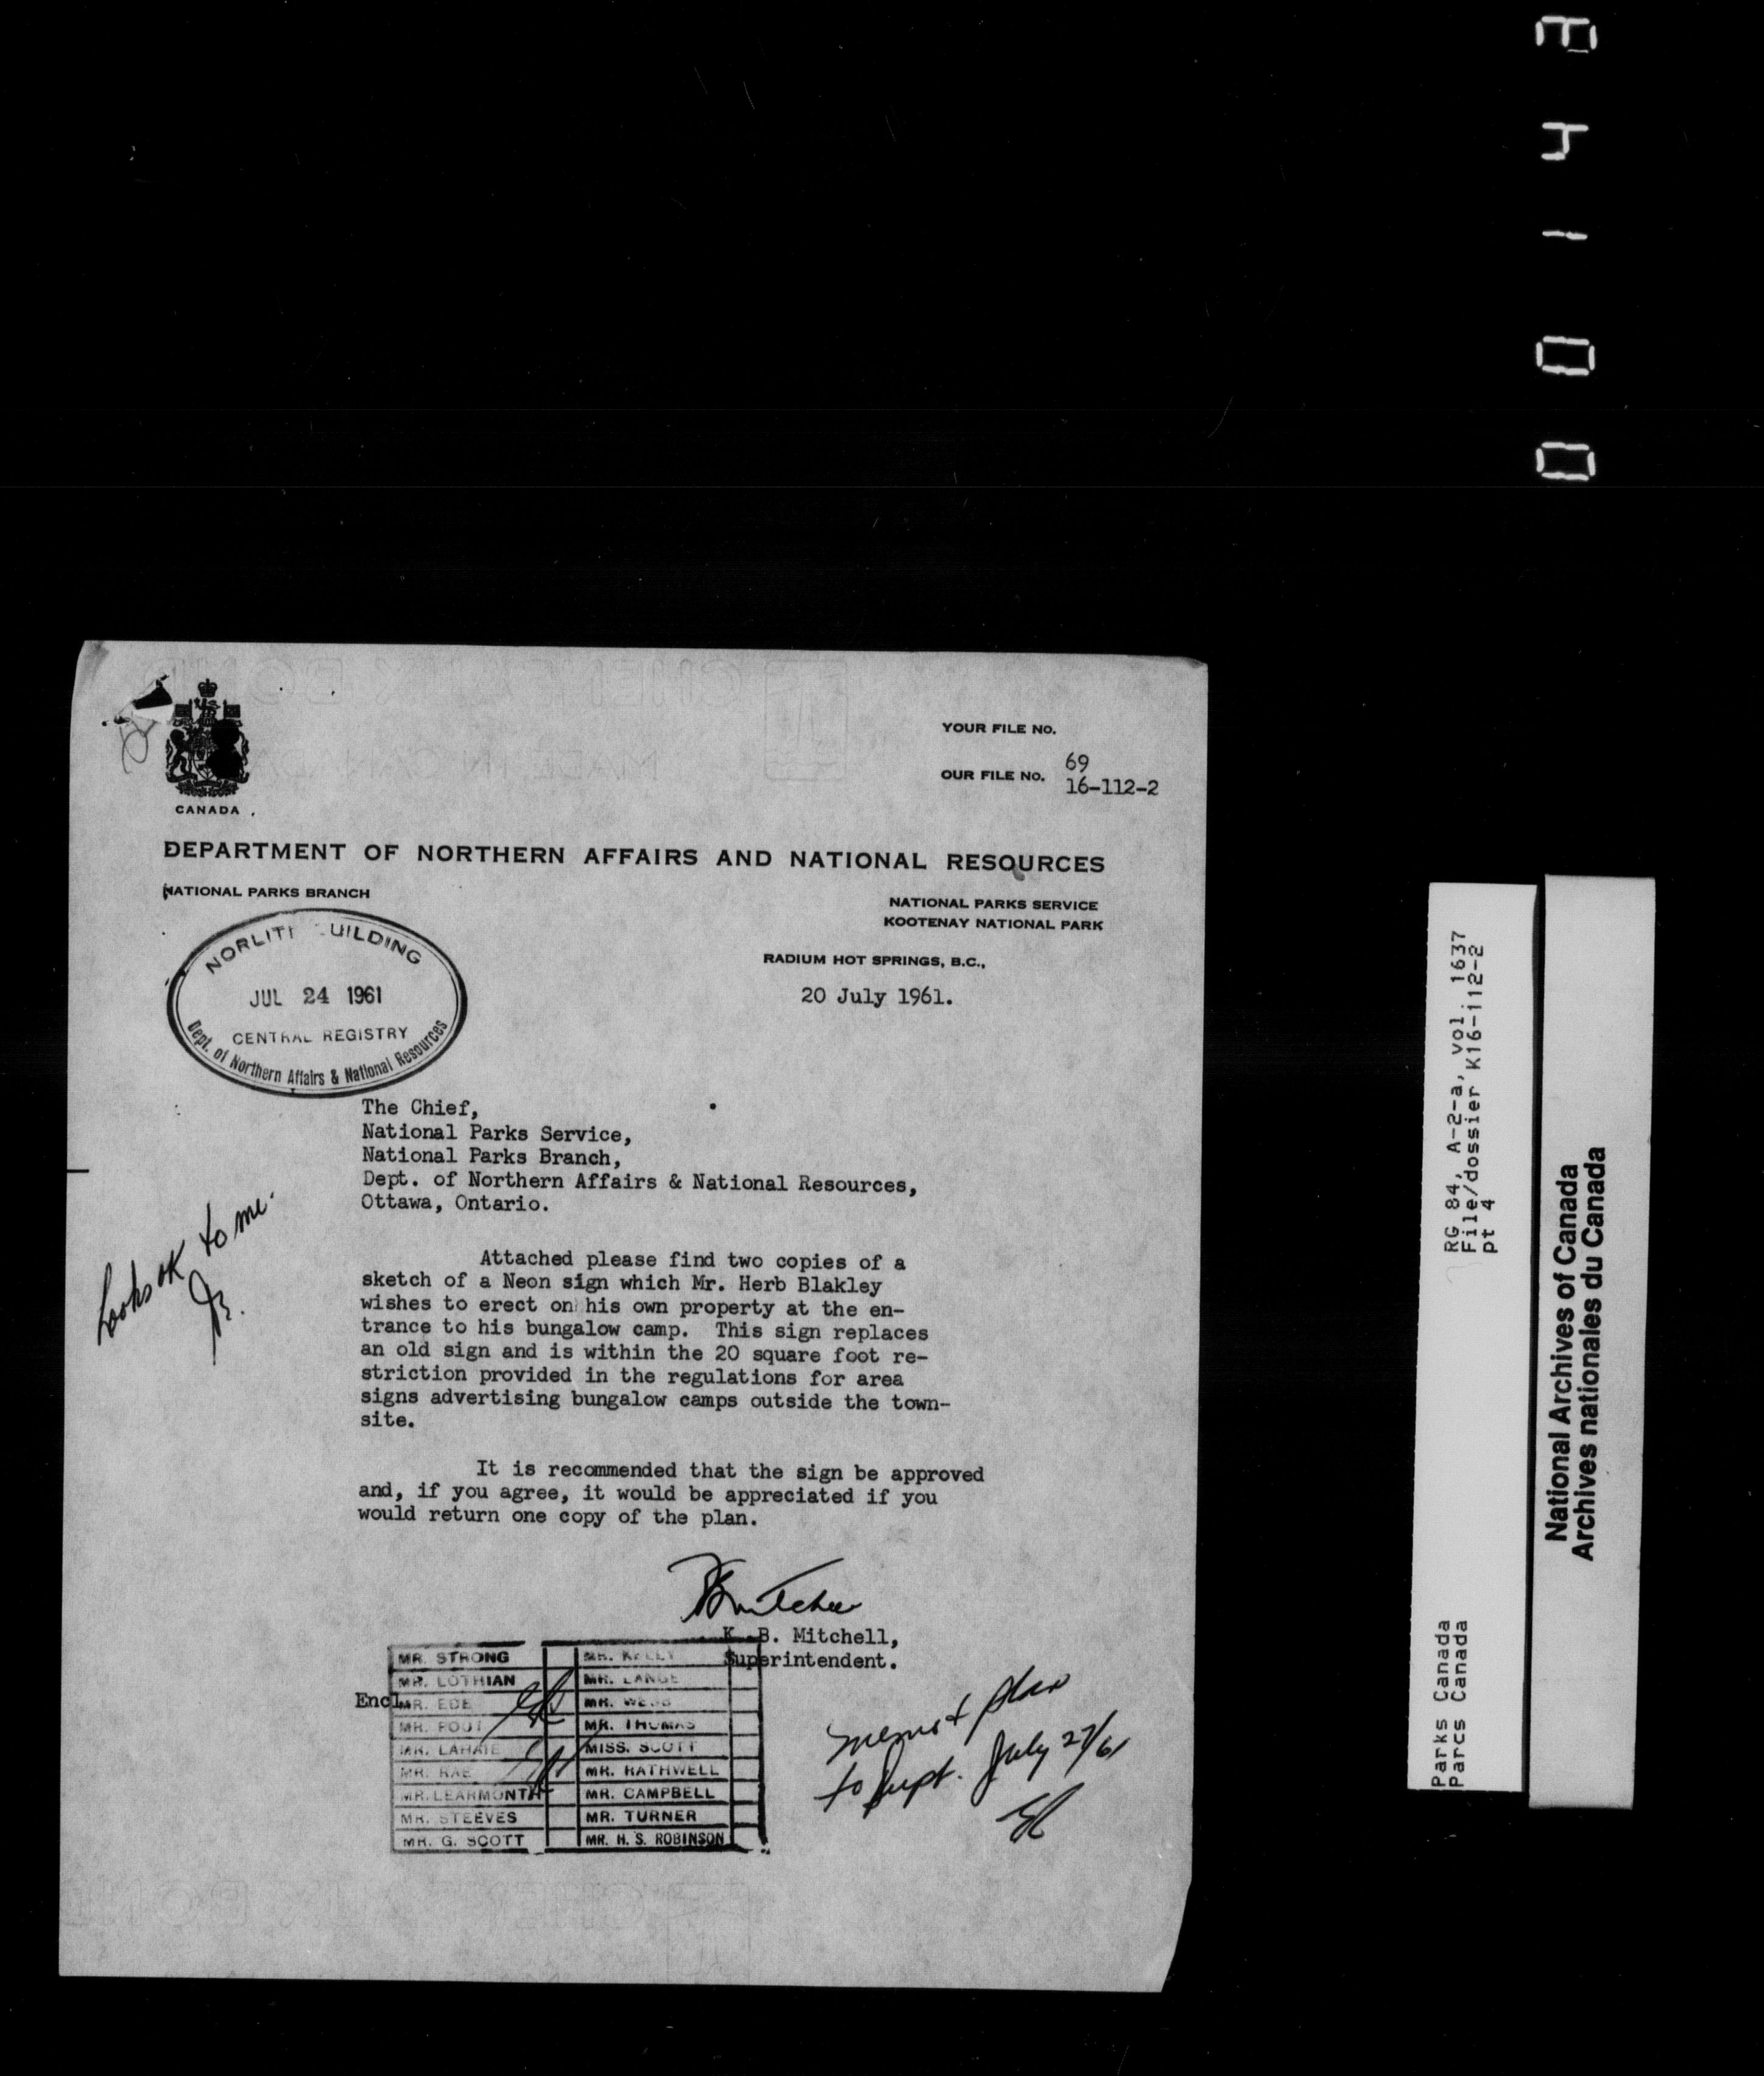 CANADA
YOUR FILE NO.
OUR FILE NO. 69
16-112-2
DEPARTMENT OF NORTHERN AFFAIRS AND NATIONAL RESOURCES
NATIONAL PARKS BRANCH
NATIONAL PARKS SERVICE
KOOTENAY NATIONAL PARK
RADIUM HOT SPRINGS, B.C.,
20 July 1961.
JUL 24 1961
CENTRAL REGISTRY
Dept. of Northern Affairs & National Resources
The Chief,
National Parks Service,
National Parks Branch,
Dept. of Northern Affairs & National Resources,
Ottawa, Ontario.
Looks OK to me.
Attached please find two copies of a
sketch of a Neon sign which Mr. Herb Blakley
wishes to erect on his own property at the en-
trance to his bungalow camp. This sign replaces
an old sign and is within the 20 square foot re-
striction provided in the regulations for area
signs advertising bungalow camps outside the town-
site.
It is recommended that the sign be approved
and, if you agree, it would be appreciated if you
would return one copy of the plan.
K. B. Mitchell,
Superintendent.
Encl.
MR. STRONG MR. KELLY
MR. LOTHIAN MR. LANGE
MR. EDE MR. WEBB
MR. POUT MR. THOMAS
MR. LAHAIE MISS. SCOTT
MR. RAE MR. RATHWELL
MR. LEARMONTH MR. CAMPBELL
MR. STEEVES MR. TURNER
MR. G. SCOTT MR. H. S. ROBINSON
memo + plan
to Supt. July 27/61
RG 84, A-2-a, vol. 1637
File/dossier K16-112-2
pt 4
Parks Canada
Parcs Canada
National Archives of Canada
Archives nationales du Canada